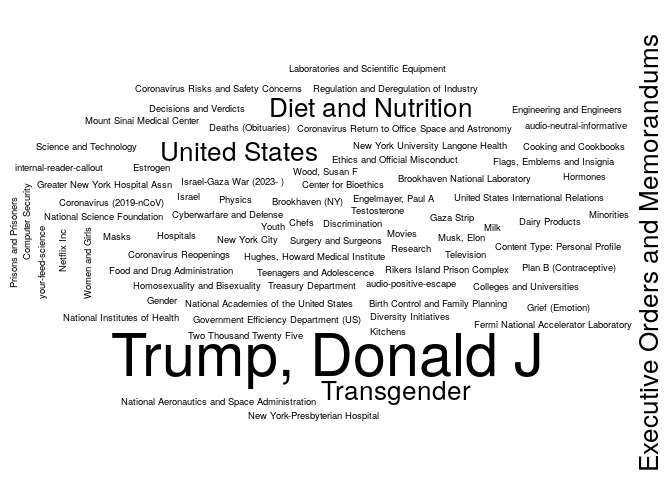 Laboratories and Scientific Equipment
Coronavirus Risks and Safety Concerns
Regulation and Deregulation of Industry
Decisions and Verdicts
Diet and Nutrition
Engineering and Engineers
Mount Sinai Medical Center
Deaths (Obituaries)
Coronavirus Return to Office
Space and Astronomy
audio-neutral-informative
Science and Technology
United States
New York University Langone Health
Cooking and Cookbooks
Ethics and Official Misconduct
Flags, Emblems and Insignia
internal-reader-callout
Estrogen
Wood, Susan F
Brookhaven National Laboratory
Hormones
Greater New York Hospital Assn
Israel-Gaza War (2023- )
Center for Bioethics
Coronavirus (2019-nCoV)
Israel
Physics
Brookhaven (NY)
Engelmayer, Paul A
United States International Relations
National Science Foundation
Cyberwarfare and Defense
Testosterone
Gaza Strip
Minorities
Youth
Chefs
Discrimination
Milk
Dairy Products
Prisons and Prisoners
Computer Security
your-feed-science
Netflix Inc
Women and Girls
Masks
Hospitals
New York City
Surgery and Surgeons
Movies
Musk, Elon
Research
Television
Content Type: Personal Profile
Coronavirus Reopenings
Hughes, Howard Medical Institute
Food and Drug Administration
Teenagers and Adolescence
Rikers Island Prison Complex
Plan B (Contraceptive)
Homosexuality and Bisexuality
Treasury Department
audio-positive-escape
Colleges and Universities
Gender
National Academies of the United States
Birth Control and Family Planning
Grief (Emotion)
National Institutes of Health
Government Efficiency Department (US)
Diversity Initiatives
Fermi National Accelerator Laboratory
Two Thousand Twenty Five
Kitchens
Trump, Donald J
Transgender
National Aeronautics and Space Administration
New York-Presbyterian Hospital
Executive Orders and Memorandums